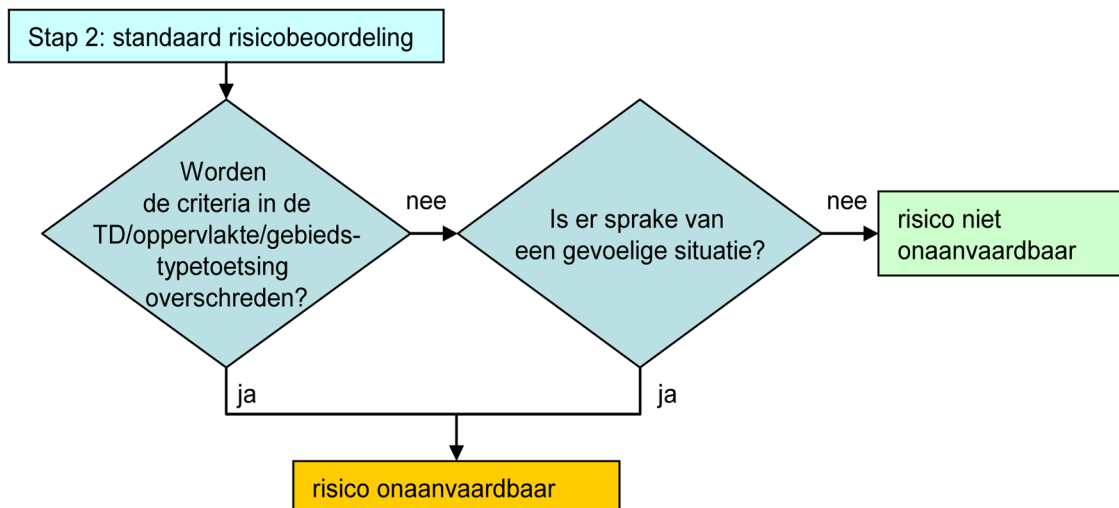 Stap 2: standaard risicobeoordeling
Worden
de criteria in de
TD/oppervlakte/gebieds-
typetoetsing
overschreden?
nee
Is er sprake van
een gevoelige situatie?
nee
risico niet
onaanvaardbaar
ja
ja
risico onaanvaardbaar